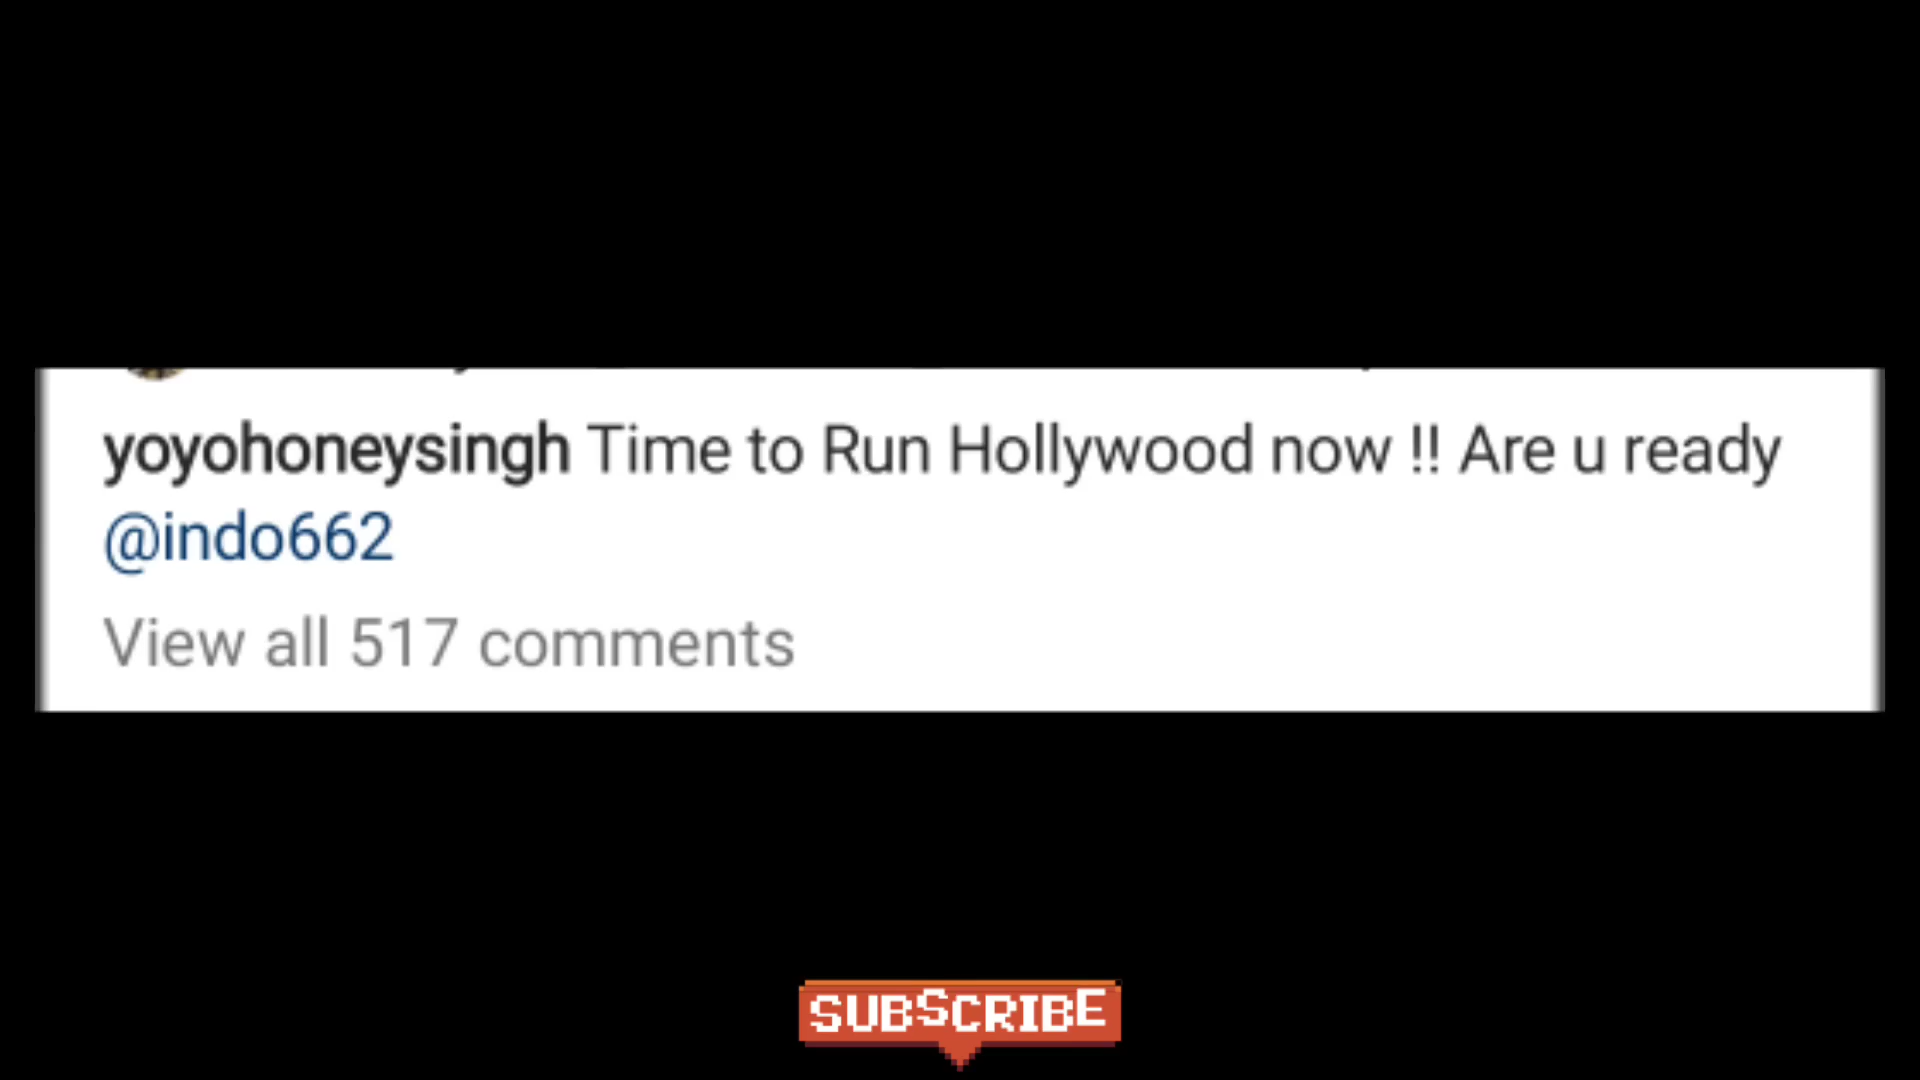 yoyohoneysingh Time to Run Hollywood now !! Are u ready
@indo662
View all 517 comments
SUBSCRIBE